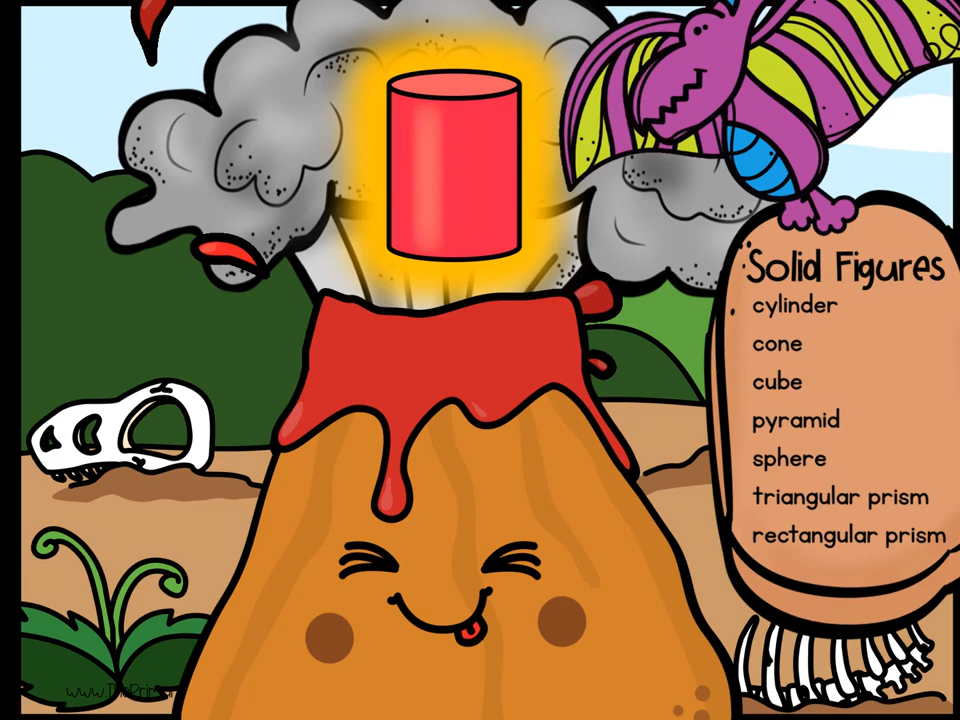 Solid Figures
cylinder
cone
cube
pyramid
sphere
triangular prism
rectangular prism